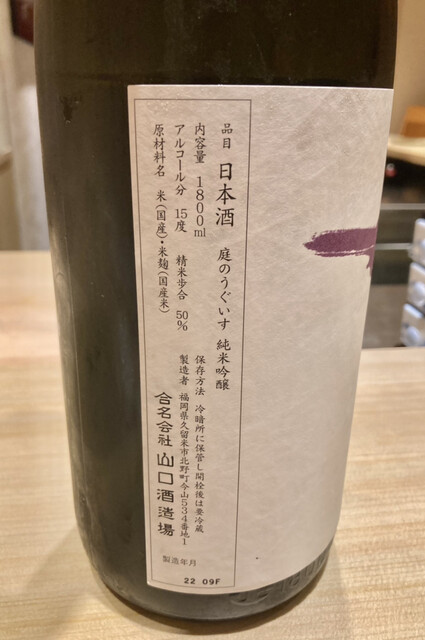 品目 日本酒 庭のうぐいす 純米吟醸
内容量 1800ml 保存方法 冷暗所に保管し開栓後は要冷蔵
アルコール分 15度 精米歩合 50% 製造者 福岡県久留米市北野町今山534番地1
原材料名 米(国産)・米麹(国産米) 合名会社 山口酒造場
製造年月
22 09F